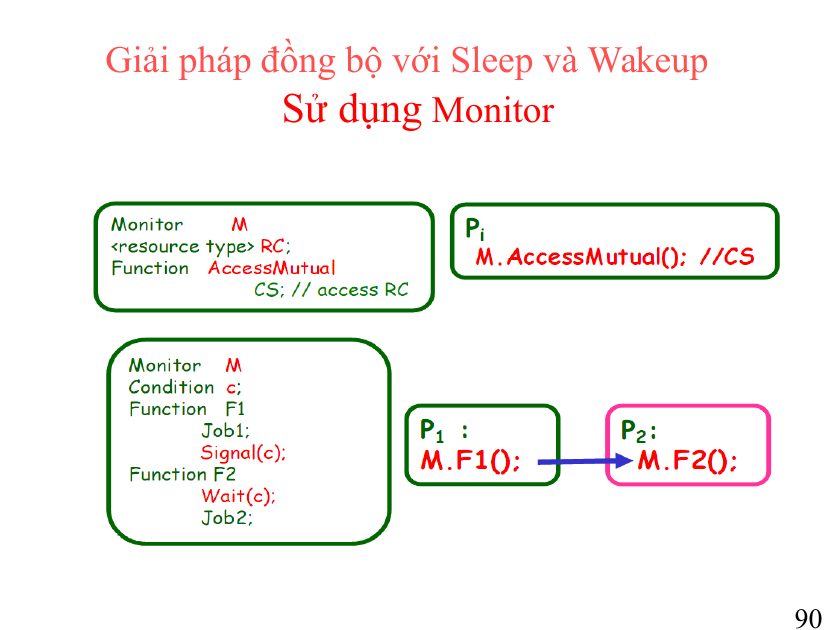 Giải pháp đồng bộ với Sleep và Wakeup
Sử dụng Monitor
Monitor M
<resource type> RC;
Function AccessMutual
CS; // access RC
Pi
M.AccessMutual(); //CS
Monitor M
Condition c;
Function F1
Job1;
Signal(c);
Function F2
Wait(c);
Job2;
P1 :
M.F1();
P2:
M.F2();
90